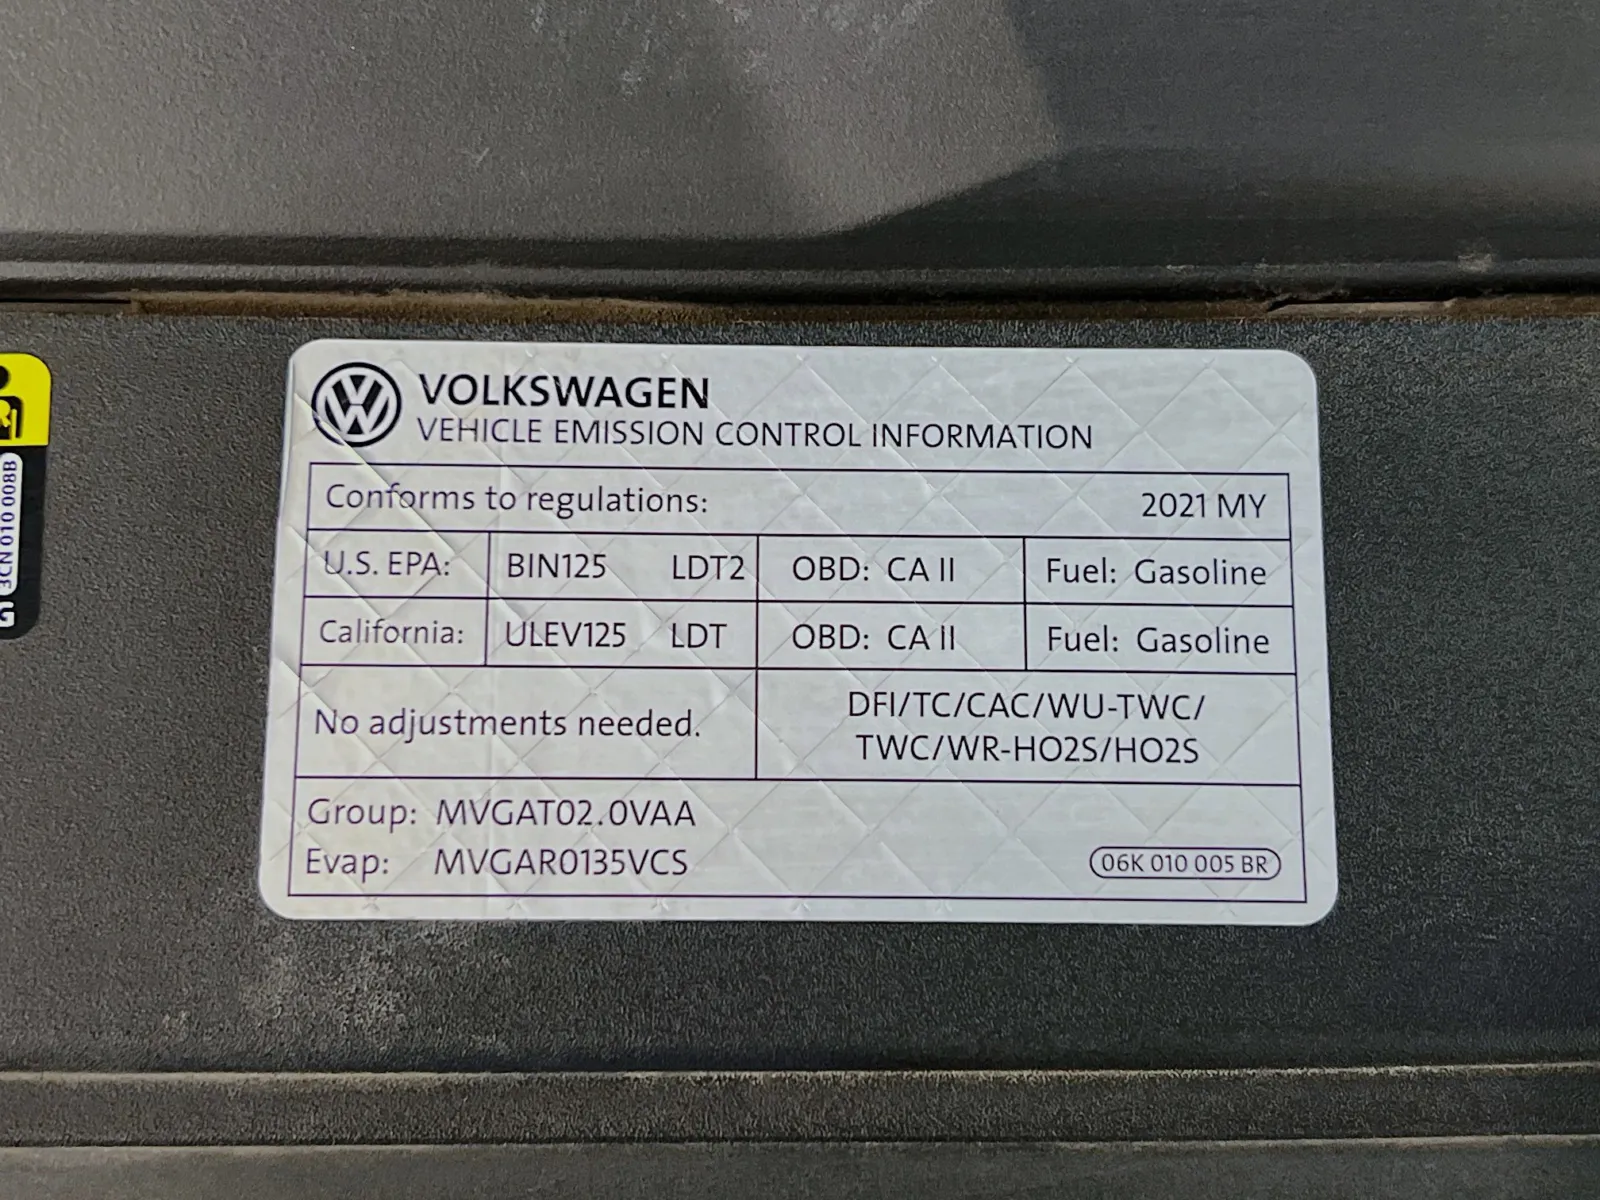 VOLKSWAGEN
VEHICLE EMISSION CONTROL INFORMATION
Conforms to regulations: 2021 MY
U.S. EPA: BIN125 LDT2 OBD: CA II Fuel: Gasoline
California: ULEV125 LDT OBD: CA II Fuel: Gasoline
No adjustments needed. DFI/TC/CAC/WU-TWC/
TWC/WR-HO2S/HO2S
Group: MVGAT02.0VAA
Evap: MVGAR0135VCS 06K 010 005 BR
3CN 010 008B